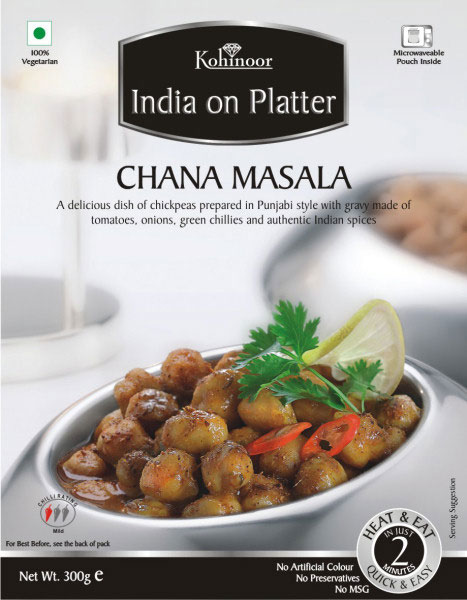 100%
Vegetarian
Kohinoor
India on Platter
Microwaveable
Pouch Inside
CHANA MASALA
A delicious dish of chickpeas prepared in Punjabi style with gravy made of
tomatoes, onions, green chillies and authentic Indian spices
CHILLI RATING
Mild
For Best Before, see the back of pack
Net Wt. 300g e
No Artificial Colour
No Preservatives
No MSG
HEAT & EAT
IN JUST
2
MINUTES
QUICK & EASY
Serving Suggestion